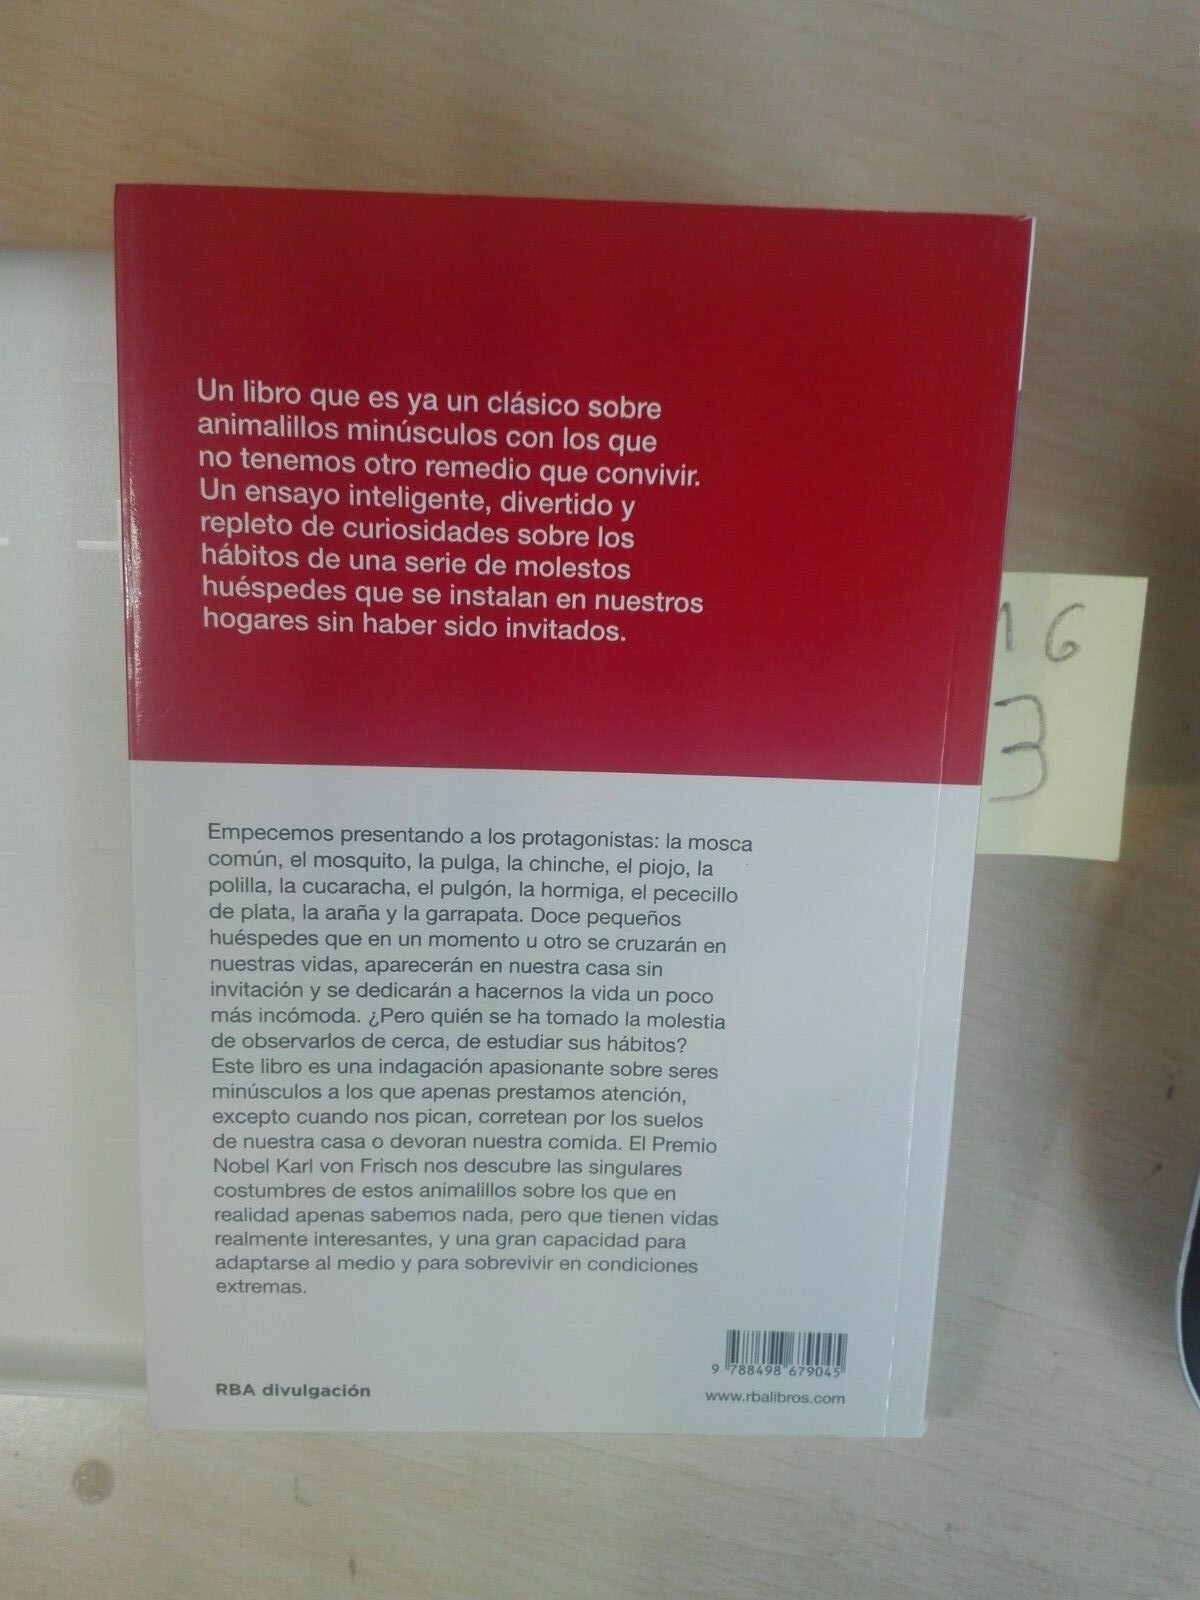 Un libro que es ya un clásico sobre
animalillos minúsculos con los que
no tenemos otro remedio que convivir.
Un ensayo inteligente, divertido y
repleto de curiosidades sobre los
hábitos de una serie de molestos
huéspedes que se instalan en nuestros
hogares sin haber sido invitados.
16
3
Empecemos presentando a los protagonistas: la mosca
común, el mosquito, la pulga, la chinche, el piojo, la
polilla, la cucaracha, el pulgón, la hormiga, el pececillo
de plata, la araña y la garrapata. Doce pequeños
huéspedes que en un momento u otro se cruzarán en
nuestras vidas, aparecerán en nuestra casa sin
invitación y se dedicarán a hacernos la vida un poco
más incómoda. ¿Pero quién se ha tomado la molestia
de observarlos de cerca, de estudiar sus hábitos?
Este libro es una indagación apasionante sobre seres
minúsculos a los que apenas prestamos atención,
excepto cuando nos pican, corretean por los suelos
de nuestra casa o devoran nuestra comida. El Premio
Nobel Karl von Frisch nos descubre las singulares
costumbres de estos animalillos sobre los que en
realidad apenas sabemos nada, pero que tienen vidas
realmente interesantes, y una gran capacidad para
adaptarse al medio y para sobrevivir en condiciones
extremas.
9 788498 679045
RBA divulgación
www.rbalibros.com